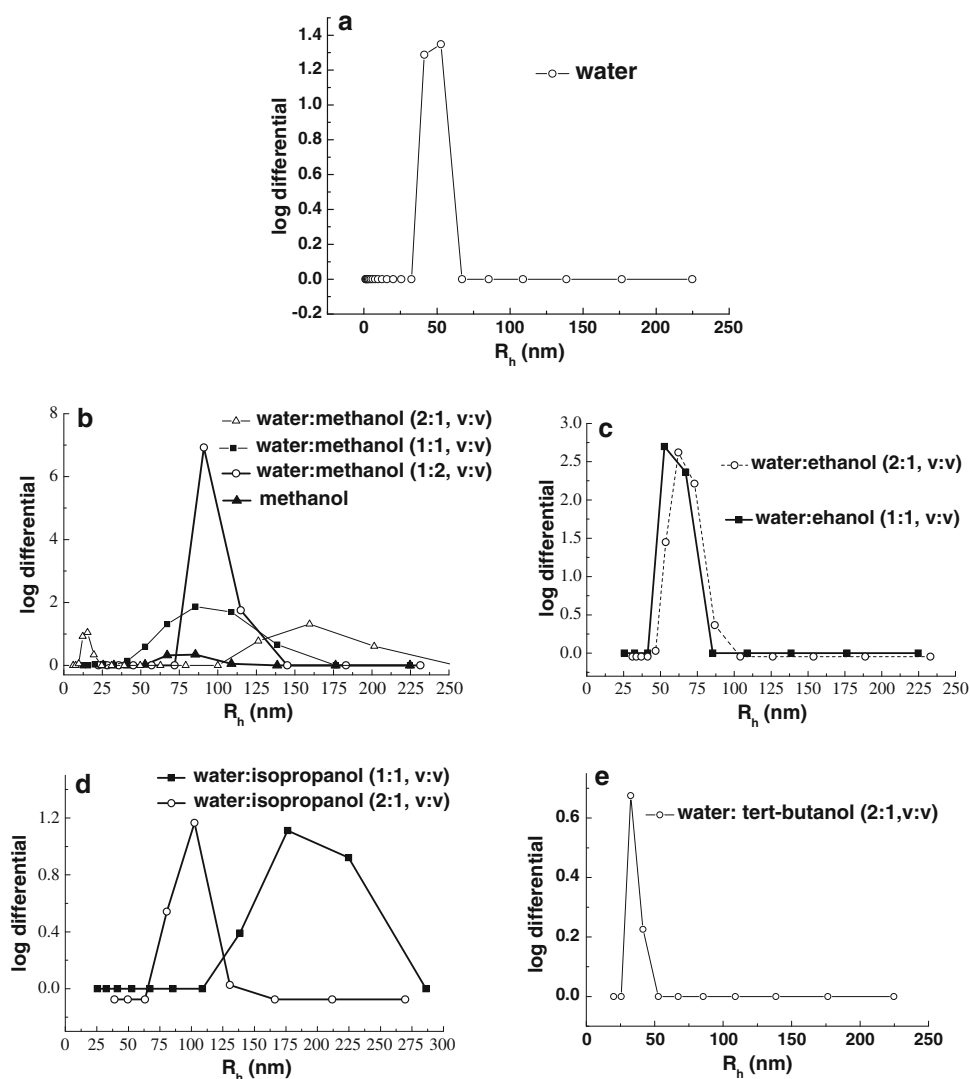 a
water
log differential
1.4
1.2
1.0
0.8
0.6
0.4
0.2
0.0
-0.2
0 50 100 150 200 250
Rh (nm)
b
water:methanol (2:1, v:v)
water:methanol (1:1, v:v)
water:methanol (1:2, v:v)
methanol
log differential
8
6
4
2
0
0 25 50 75 100 125 150 175 200 225 250
Rh (nm)
c
water:ethanol (2:1, v:v)
water:ehanol (1:1, v:v)
log differential
3.0
2.5
2.0
1.5
1.0
0.5
0.0
0 25 50 75 100 125 150 175 200 225 250
Rh (nm)
d
water:isopropanol (1:1, v:v)
water:isopropanol (2:1, v:v)
log differential
1.2
0.8
0.4
0.0
0 25 50 75 100 125 150 175 200 225 250 275 300
Rh (nm)
e
water: tert-butanol (2:1,v:v)
log differential
0.6
0.4
0.2
0.0
0 50 100 150 200 250
Rh (nm)